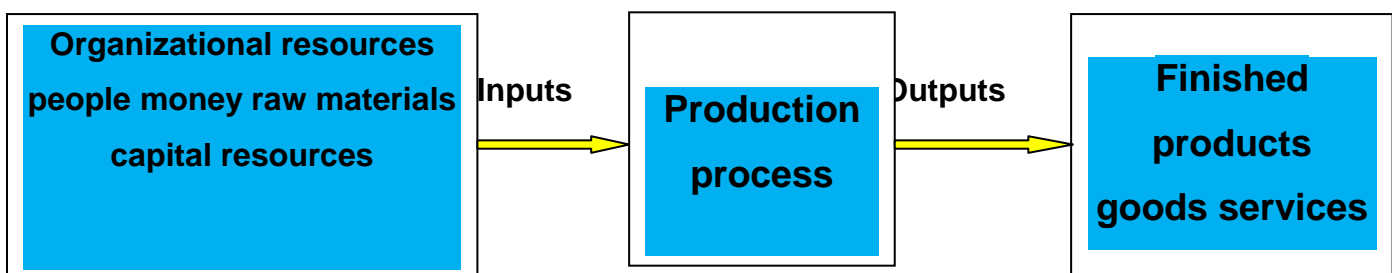 Organizational resources
people money raw materials
capital resources
Inputs
Production
process
Outputs
Finished
products
goods services